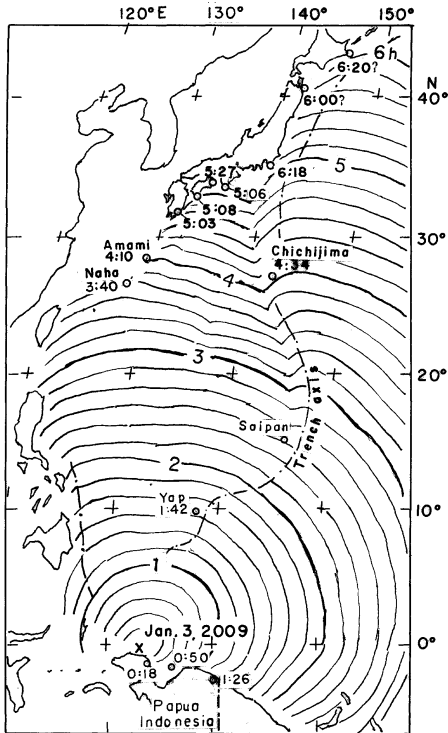 120°E 130° 140° 150°
6h
6:20?
N
40°
6:00?
5
5:27
6:18
5:06
5:08
5:03
30°
Amami
4:10
Chichijima
4:34
Naha
3:40
4
3
20°
Trench axis
Saipan
2
Yap
1:42
10°
1
Jan. 3, 2009
X
0°
0:50
0:18
1:26
Papua
Indonesia